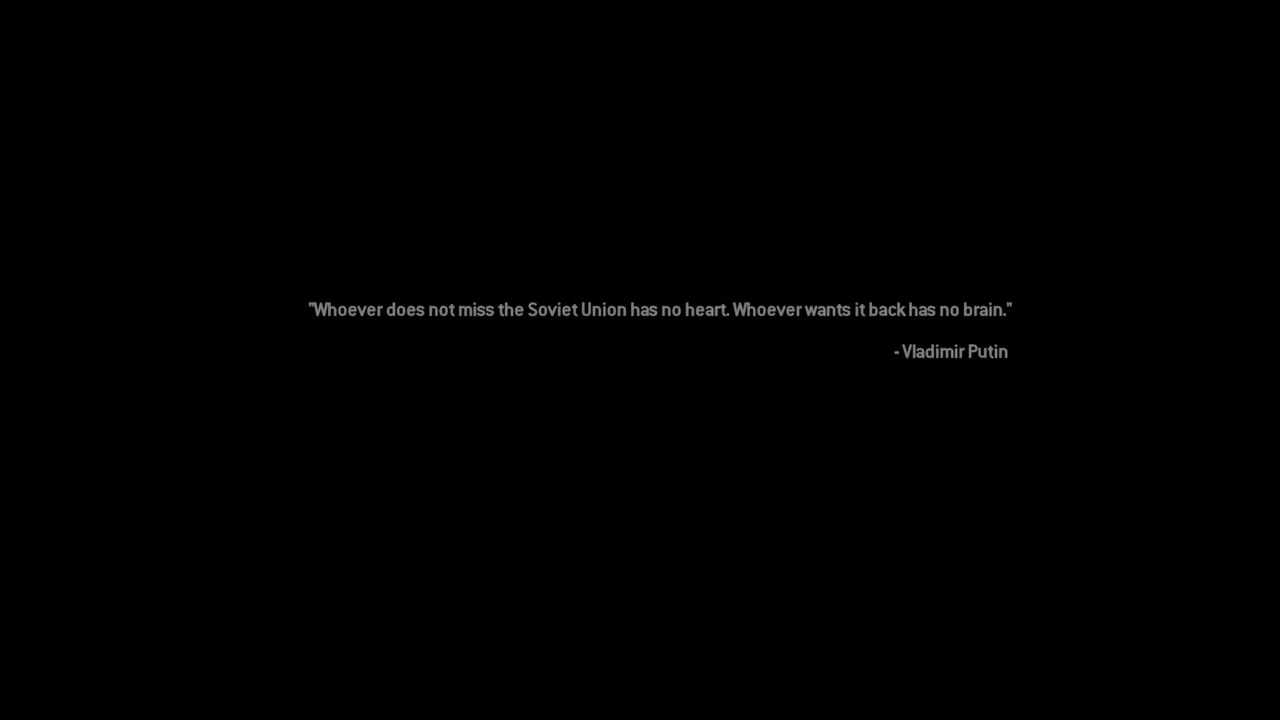 "Whoever does not miss the Soviet Union has no heart. Whoever wants it back has no brain."
- Vladimir Putin